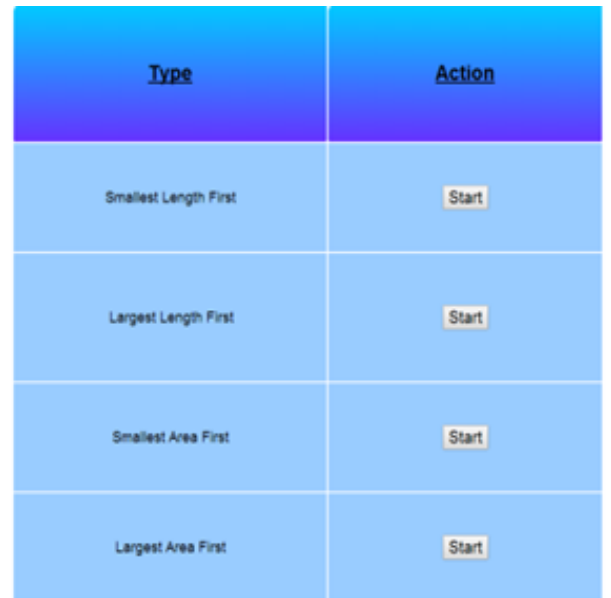 Type Action
Smallest Length First Start
Largest Length First Start
Smallest Area First Start
Largest Area First Start